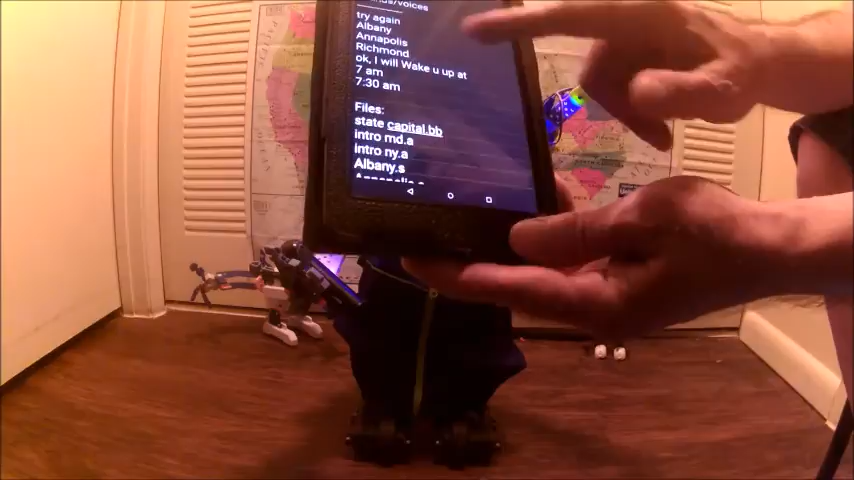 try again
Albany
Annapolis
Richmond
ok, I will Wake u up at
7 am
7:30 am
Files:
state capital.bb
intro md.a
intro ny.a
Albany.s